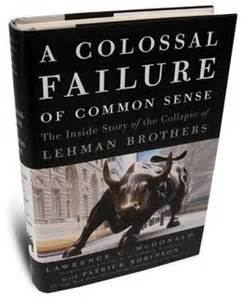 A COLOSSAL
FAILURE
OF COMMON SENSE
The Inside Story of the Collapse of
LEHMAN BROTHERS
LAWRENCE G. McDONALD
with PATRICK ROBINSON